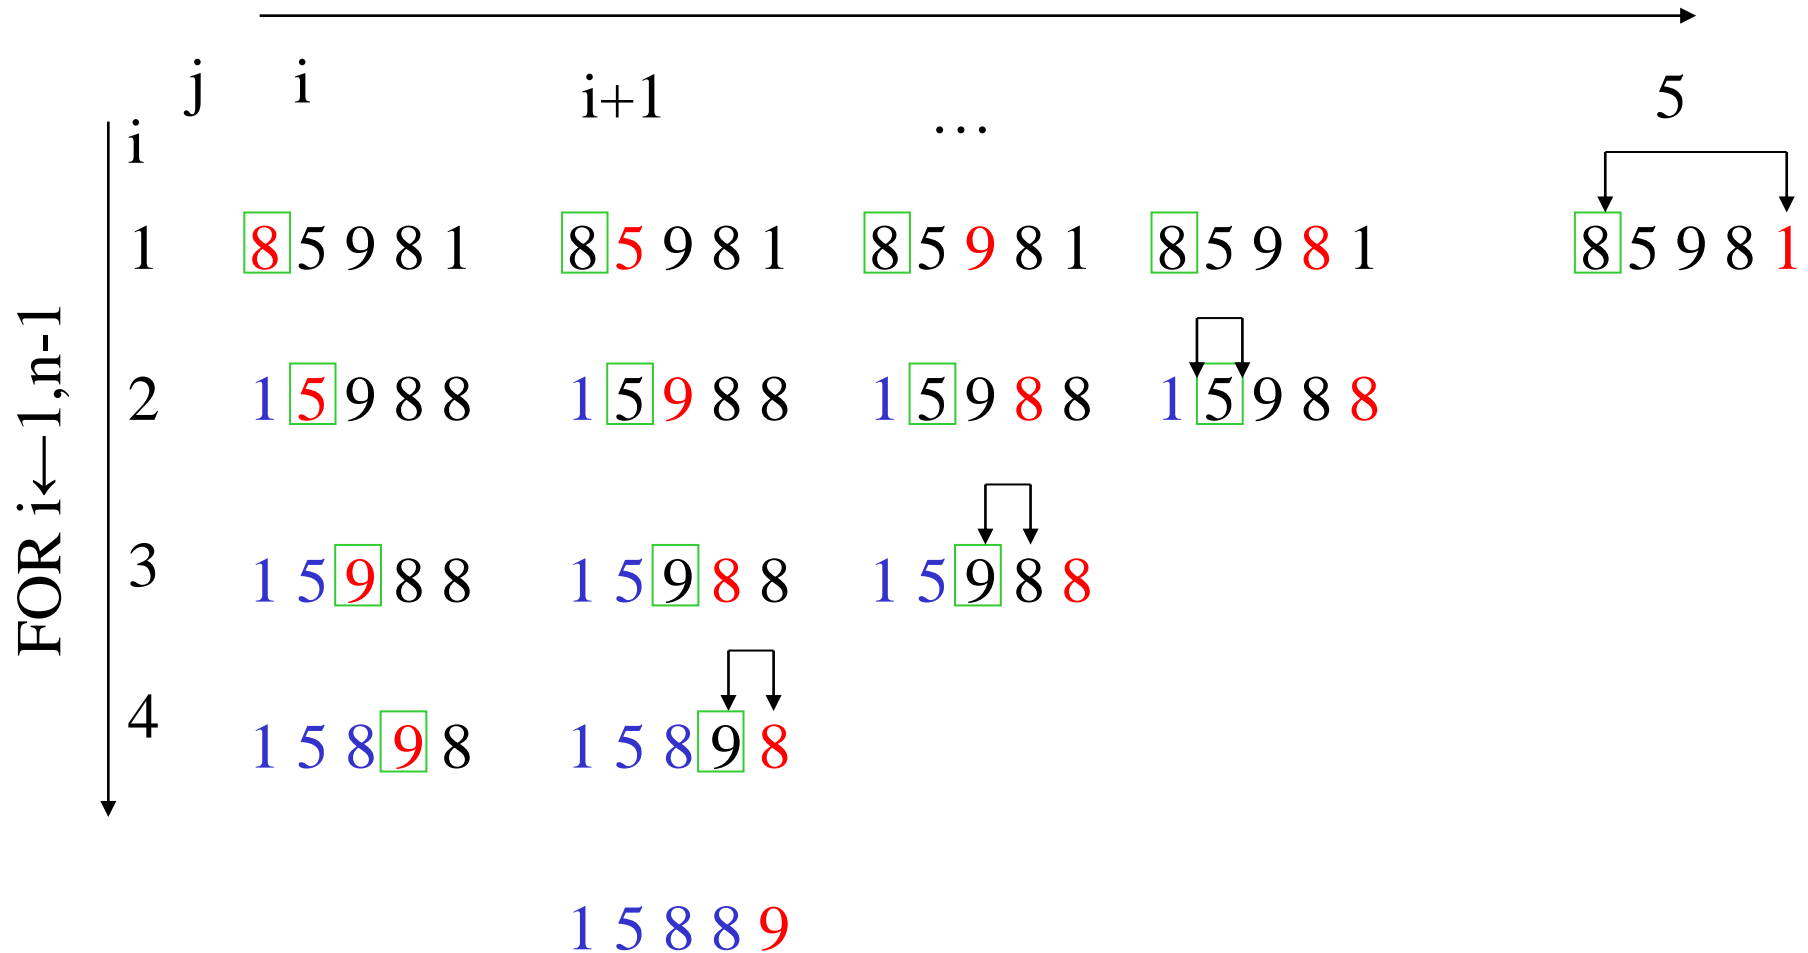 j i i+1 … 5
i
1 8 5 9 8 1 8 5 9 8 1 8 5 9 8 1 8 5 9 8 1 8 5 9 8 1
2 1 5 9 8 8 1 5 9 8 8 1 5 9 8 8 1 5 9 8 8
3 1 5 9 8 8 1 5 9 8 8 1 5 9 8 8
4 1 5 8 9 8 1 5 8 9 8
1 5 8 8 9
FOR i←1,n-1